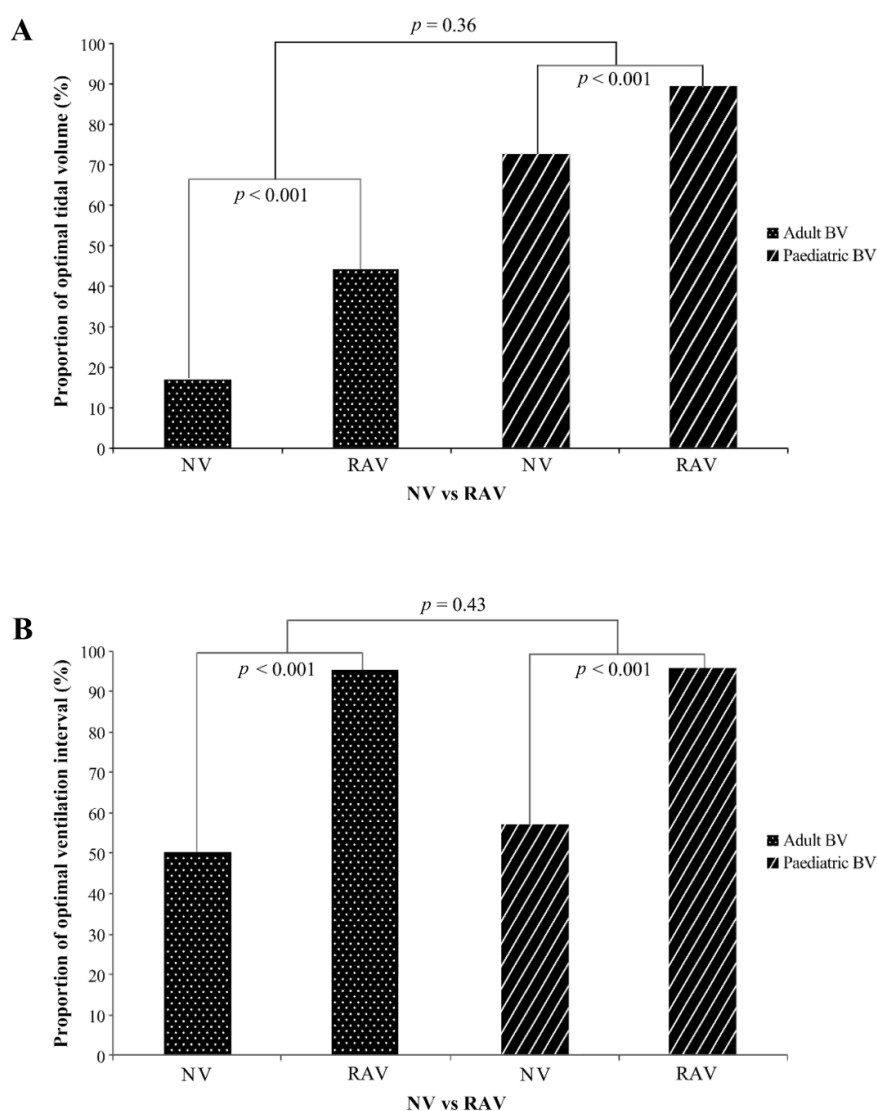 A
p = 0.36
p < 0.001
p < 0.001
Proportion of optimal tidal volume (%)
100
90
80
70
60
50
40
30
20
10
0
NV
RAV
NV
RAV
NV vs RAV
Adult BV
Paediatric BV
B
p = 0.43
p < 0.001
p < 0.001
Proportion of optimal ventilation interval (%)
100
90
80
70
60
50
40
30
20
10
0
NV
RAV
NV
RAV
NV vs RAV
Adult BV
Paediatric BV